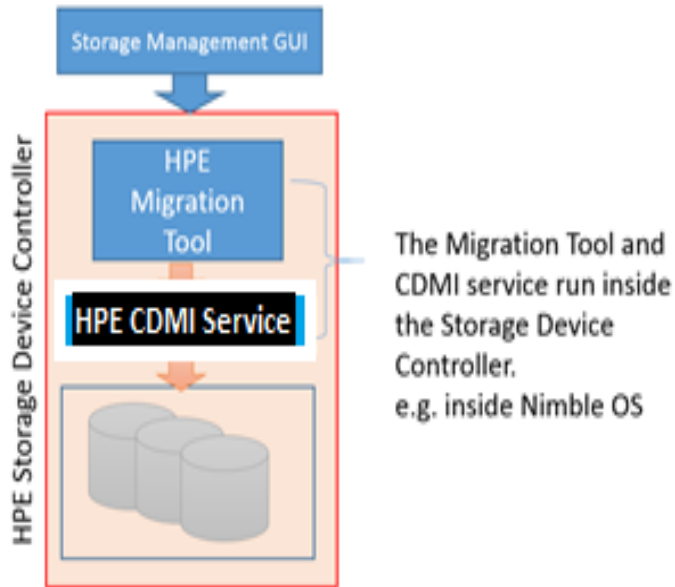 Storage Management GUI
HPE Storage Device Controller
HPE
Migration
Tool
HPE CDMI Service
The Migration Tool and
CDMI service run inside
the Storage Device
Controller.
e.g. inside Nimble OS